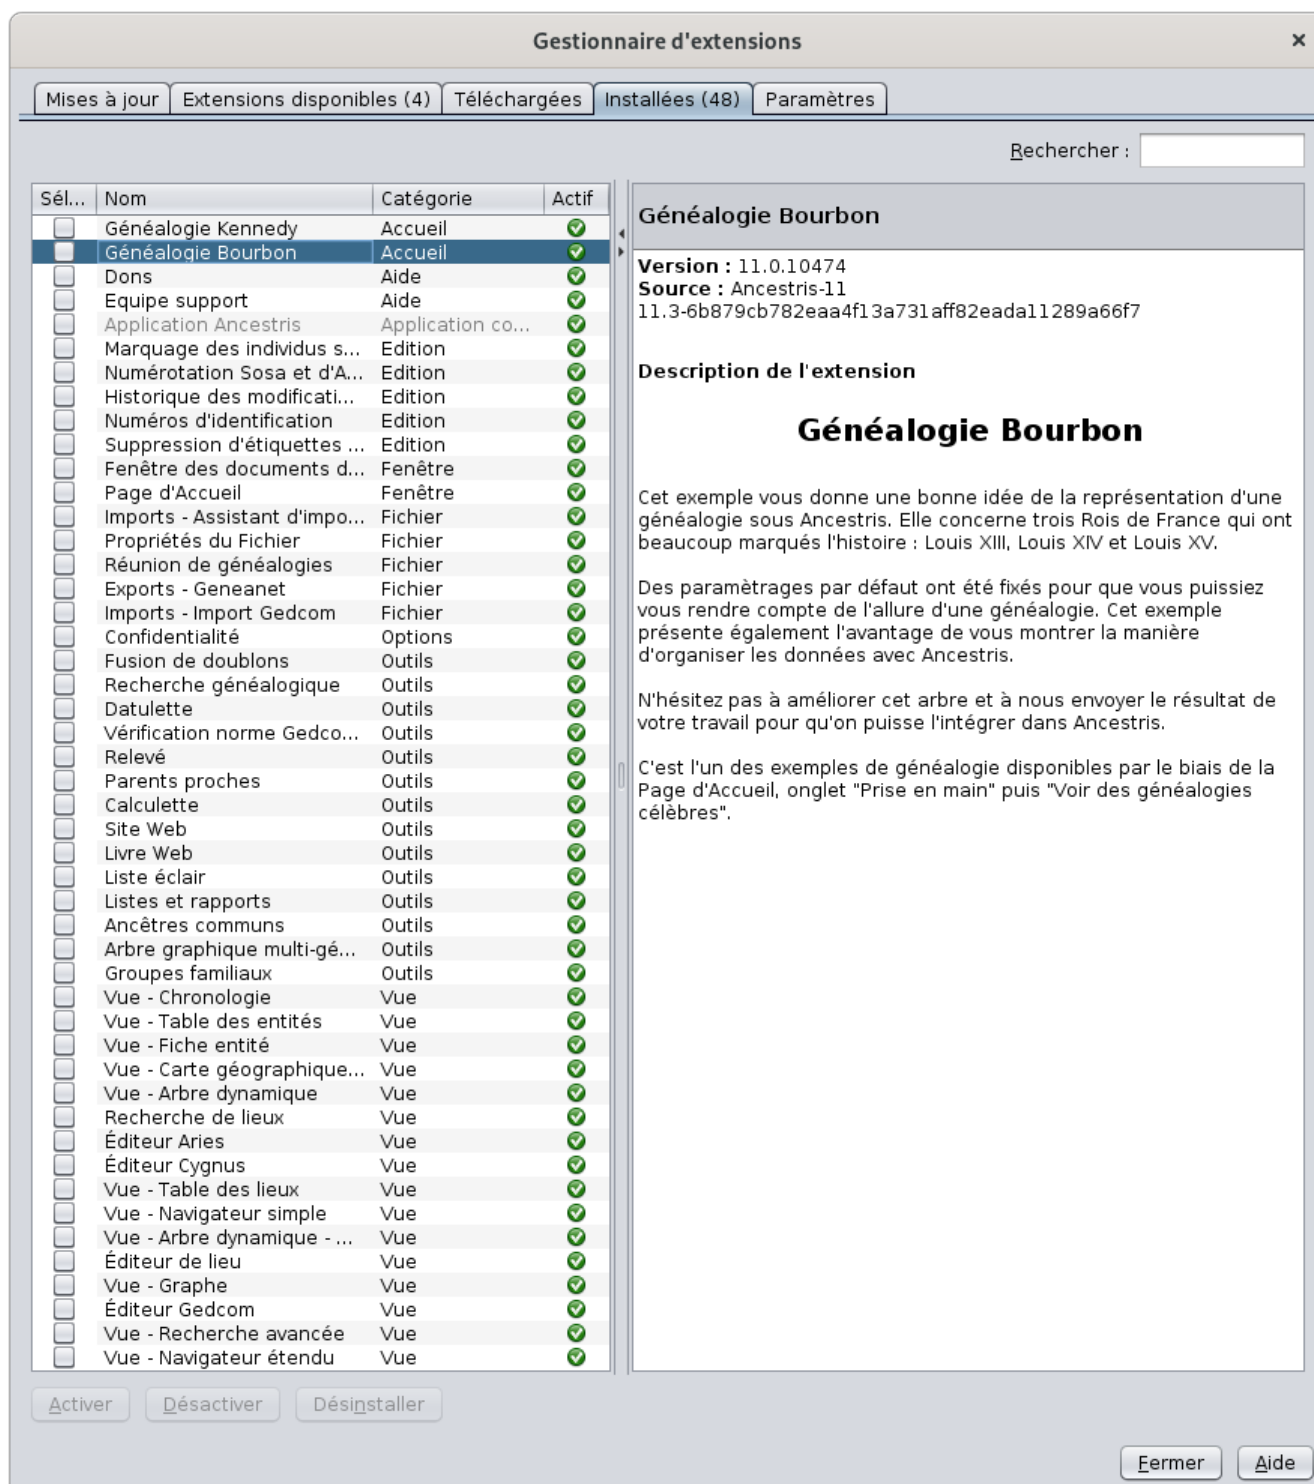 Gestionnaire d'extensions ×
Mises à jour Extensions disponibles (4) Téléchargées Installées (48) Paramètres
Rechercher :
Sél... Nom Catégorie Actif
Généalogie Kennedy Accueil
Généalogie Bourbon Accueil
Dons Aide
Equipe support Aide
Application Ancestris Application co...
Marquage des individus s... Edition
Numérotation Sosa et d'A... Edition
Historique des modificati... Edition
Numéros d'identification Edition
Suppression d'étiquettes ... Edition
Fenêtre des documents d... Fenêtre
Page d'Accueil Fenêtre
Imports - Assistant d'impo... Fichier
Propriétés du Fichier Fichier
Réunion de généalogies Fichier
Exports - Geneanet Fichier
Imports - Import Gedcom Fichier
Confidentialité Options
Fusion de doublons Outils
Recherche généalogique Outils
Datulette Outils
Vérification norme Gedco... Outils
Relevé Outils
Parents proches Outils
Calculette Outils
Site Web Outils
Livre Web Outils
Liste éclair Outils
Listes et rapports Outils
Ancêtres communs Outils
Arbre graphique multi-gé... Outils
Groupes familiaux Outils
Vue - Chronologie Vue
Vue - Table des entités Vue
Vue - Fiche entité Vue
Vue - Carte géographique... Vue
Vue - Arbre dynamique Vue
Recherche de lieux Vue
Éditeur Aries Vue
Éditeur Cygnus Vue
Vue - Table des lieux Vue
Vue - Navigateur simple Vue
Vue - Arbre dynamique - ... Vue
Éditeur de lieu Vue
Vue - Graphe Vue
Éditeur Gedcom Vue
Vue - Recherche avancée Vue
Vue - Navigateur étendu Vue
Généalogie Bourbon
Version : 11.0.10474
Source : Ancestris-11
11.3-6b879cb782eaa4f13a731aff82eada11289a66f7
Description de l'extension
Généalogie Bourbon
Cet exemple vous donne une bonne idée de la représentation d'une
généalogie sous Ancestris. Elle concerne trois Rois de France qui ont
beaucoup marqués l'histoire : Louis XIII, Louis XIV et Louis XV.
Des paramètrages par défaut ont été fixés pour que vous puissiez
vous rendre compte de l'allure d'une généalogie. Cet exemple
présente également l'avantage de vous montrer la manière
d'organiser les données avec Ancestris.
N'hésitez pas à améliorer cet arbre et à nous envoyer le résultat de
votre travail pour qu'on puisse l'intégrer dans Ancestris.
C'est l'un des exemples de généalogie disponibles par le biais de la
Page d'Accueil, onglet "Prise en main" puis "Voir des généalogies
célèbres".
Activer Désactiver Désinstaller
Fermer Aide